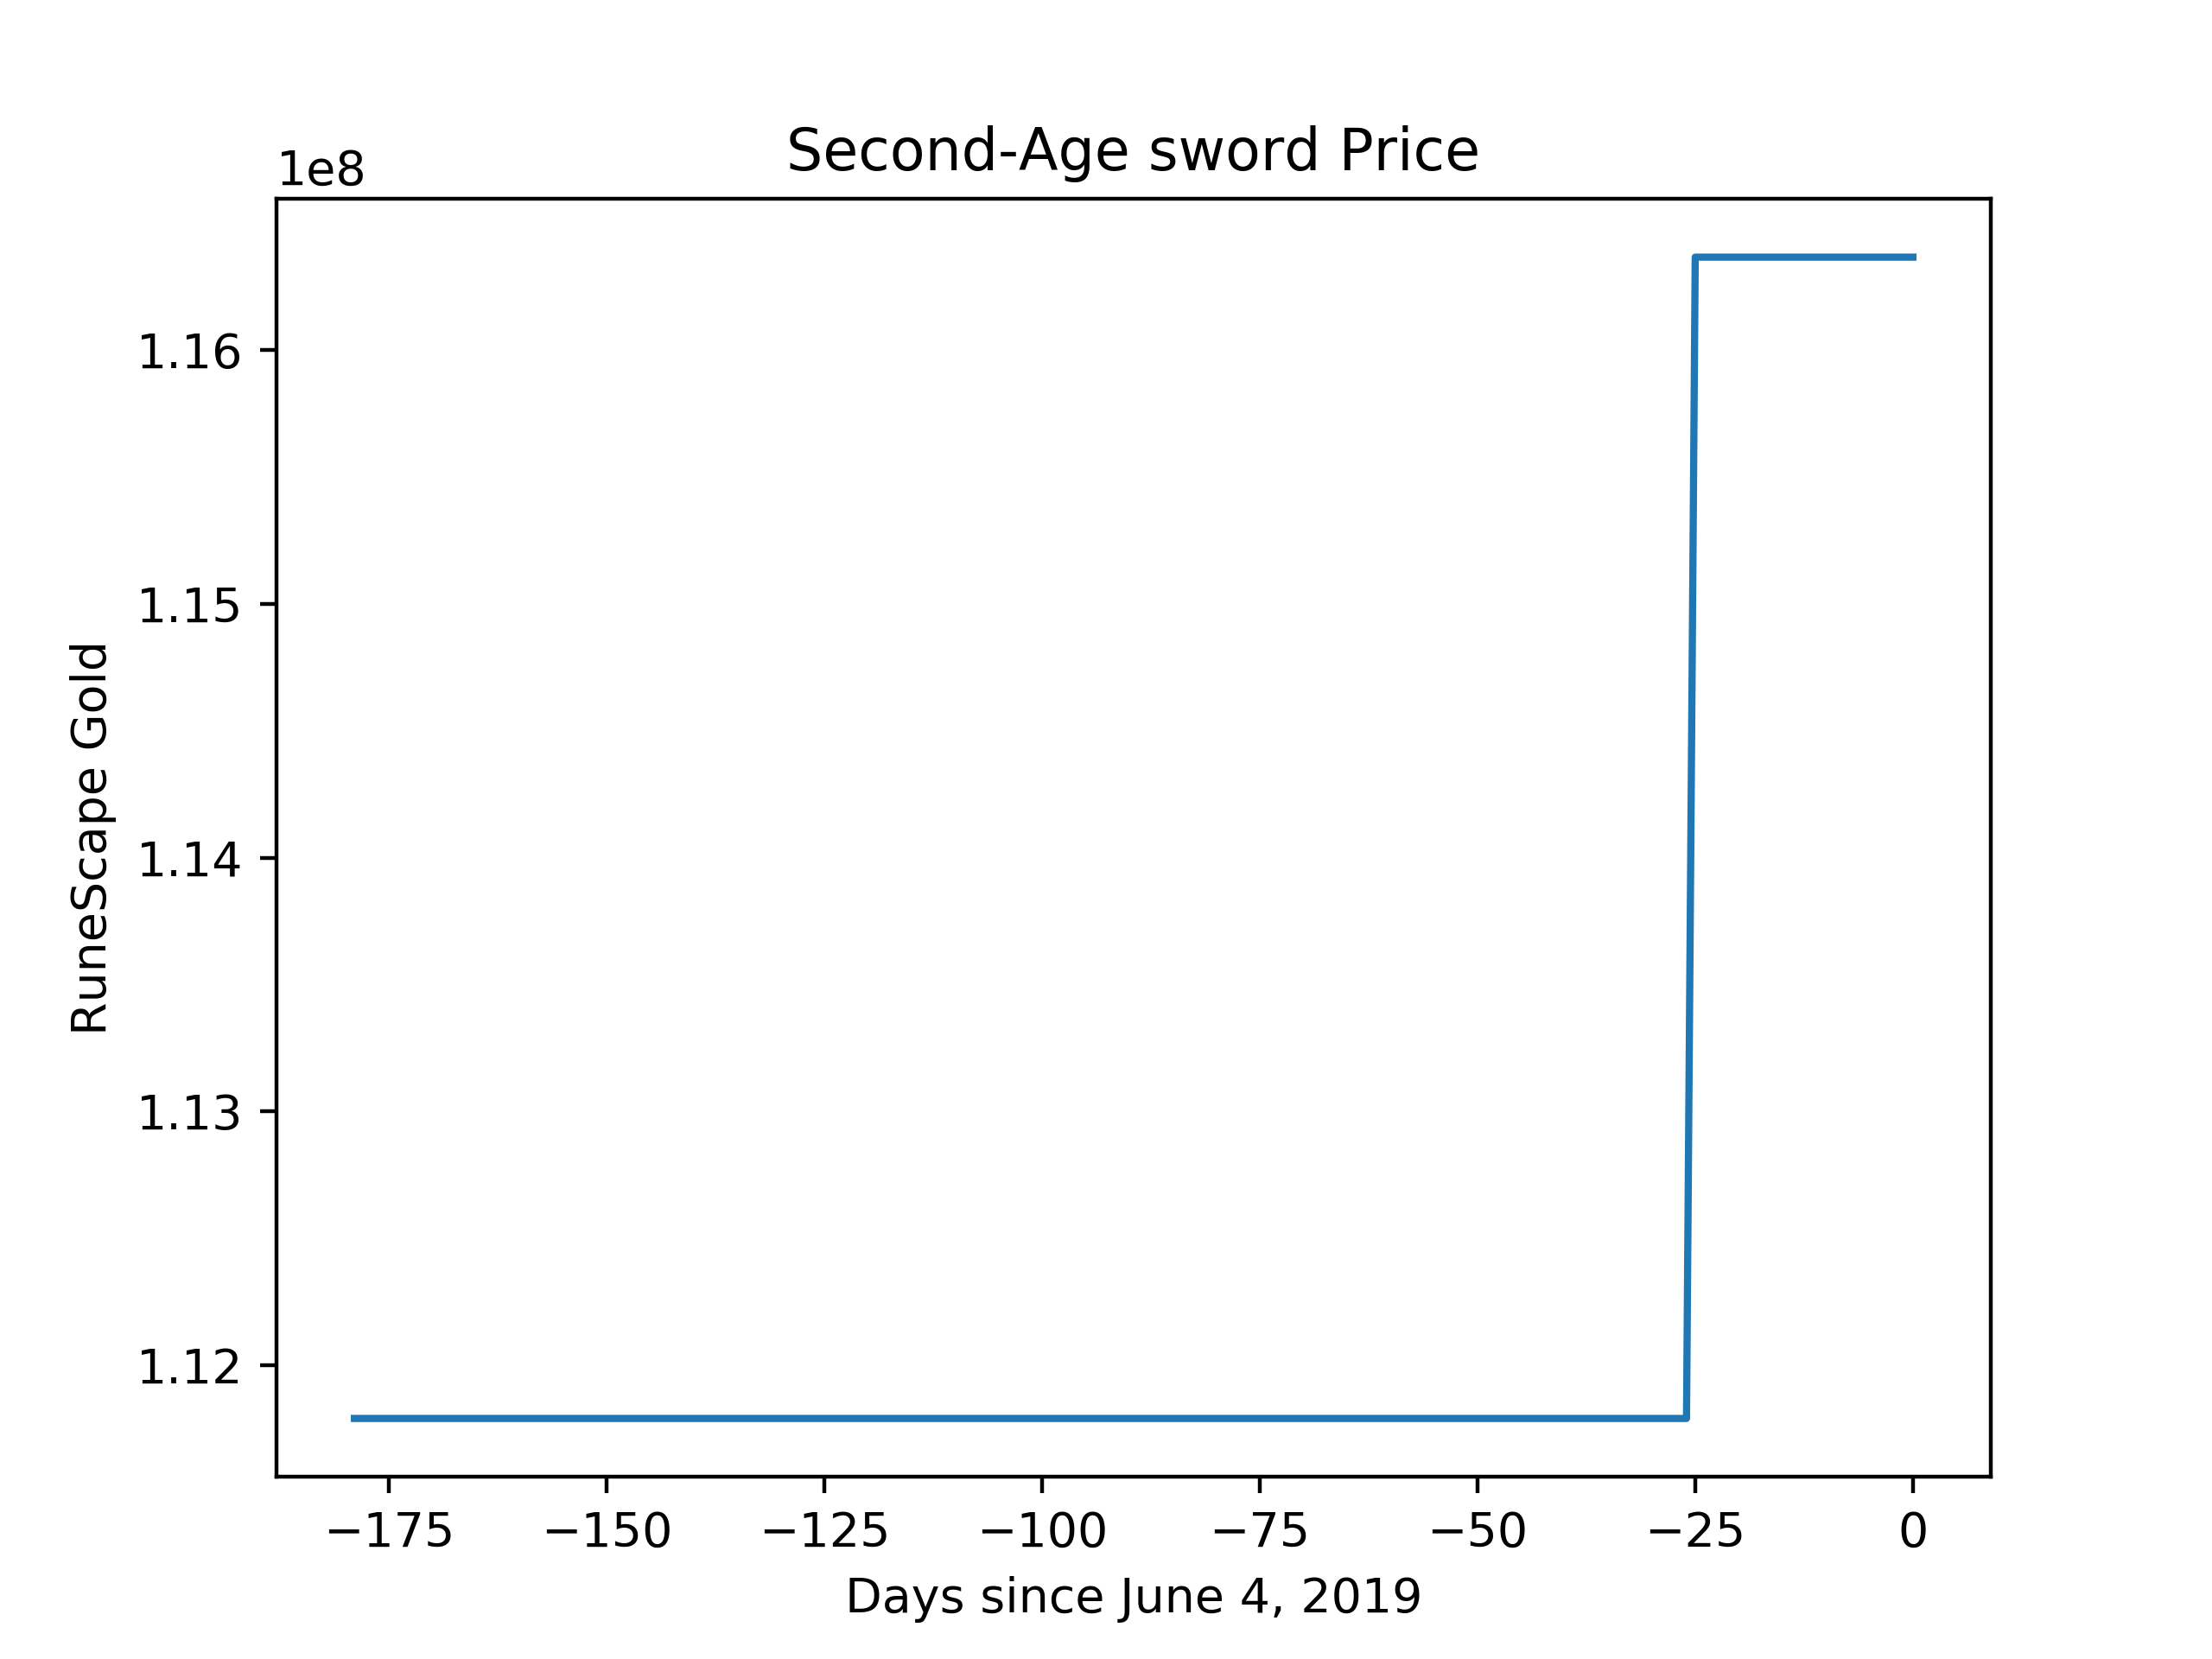 Second-Age sword Price
1e8
1.16
1.15
1.14
1.13
1.12
RuneScape Gold
−175 −150 −125 −100 −75 −50 −25 0
Days since June 4, 2019